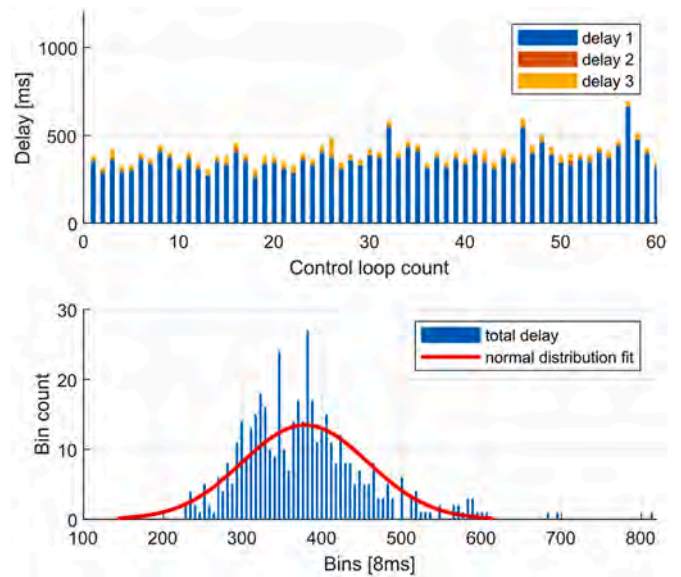 1000
500
0
Delay [ms]
delay 1
delay 2
delay 3
0 10 20 30 40 50 60
Control loop count
30
20
10
0
Bin count
total delay
normal distribution fit
100 200 300 400 500 600 700 800
Bins [8ms]